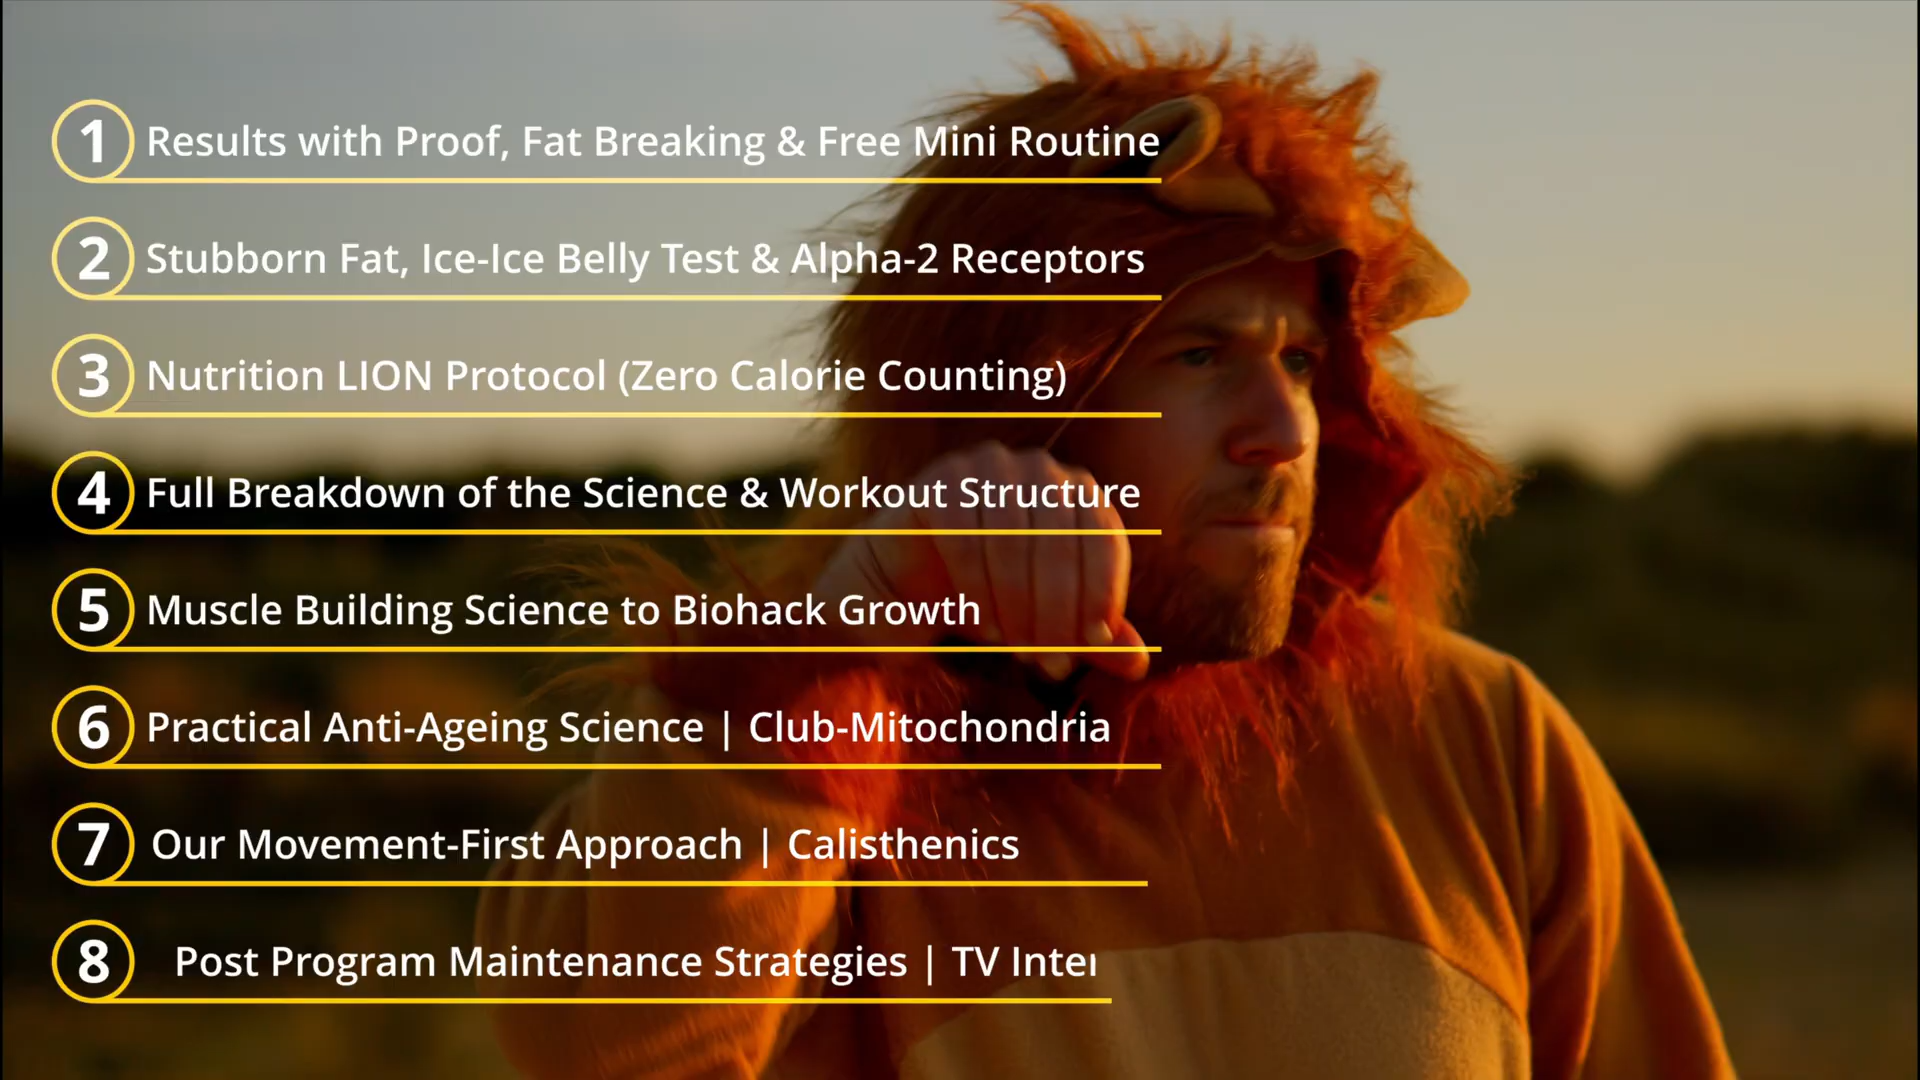 1 Results with Proof, Fat Breaking & Free Mini Routine
2 Stubborn Fat, Ice-Ice Belly Test & Alpha-2 Receptors
3 Nutrition LION Protocol (Zero Calorie Counting)
4 Full Breakdown of the Science & Workout Structure
5 Muscle Building Science to Biohack Growth
6 Practical Anti-Ageing Science | Club-Mitochondria
7 Our Movement-First Approach | Calisthenics
8 Post Program Maintenance Strategies | TV